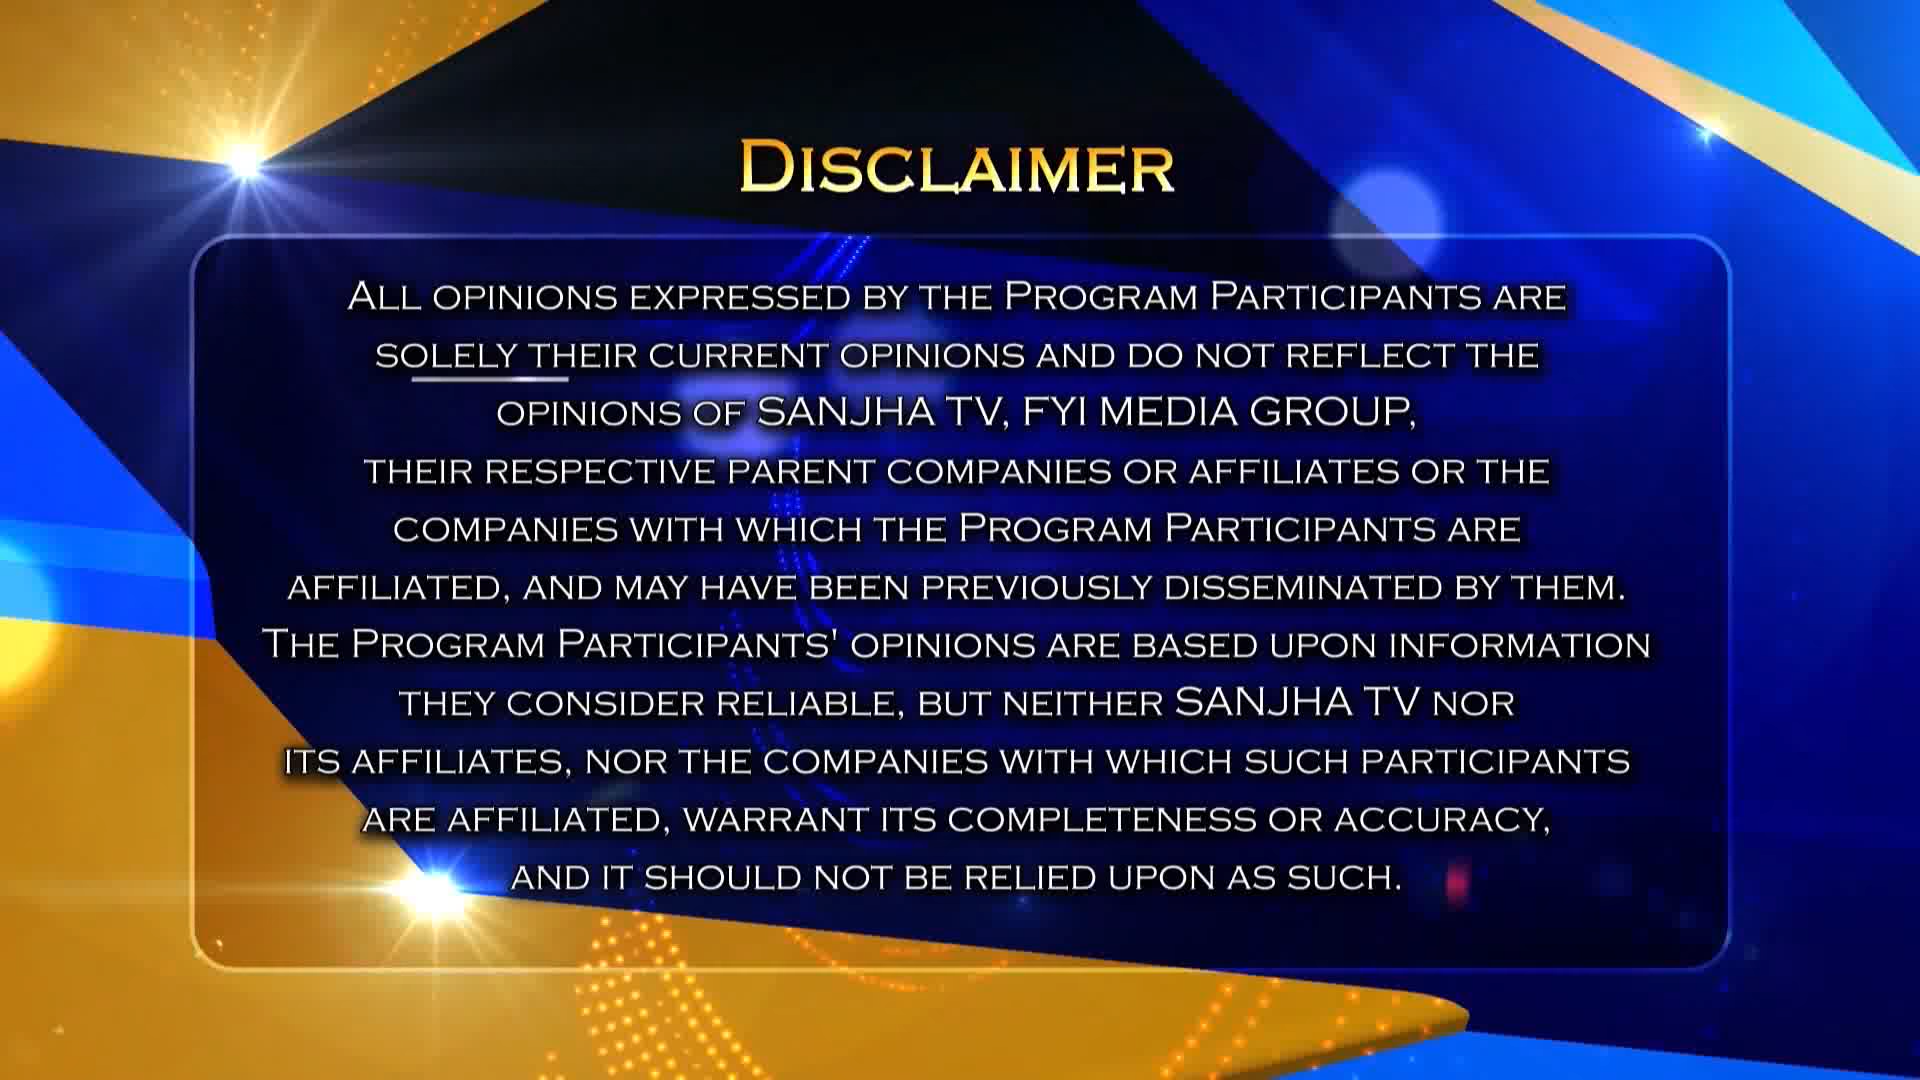 DISCLAIMER
ALL OPINIONS EXPRESSED BY THE PROGRAM PARTICIPANTS ARE
SOLELY THEIR CURRENT OPINIONS AND DO NOT REFLECT THE
OPINIONS OF SANJHA TV, FYI MEDIA GROUP,
THEIR RESPECTIVE PARENT COMPANIES OR AFFILIATES OR THE
COMPANIES WITH WHICH THE PROGRAM PARTICIPANTS ARE
AFFILIATED, AND MAY HAVE BEEN PREVIOUSLY DISSEMINATED BY THEM.
THE PROGRAM PARTICIPANTS' OPINIONS ARE BASED UPON INFORMATION
THEY CONSIDER RELIABLE, BUT NEITHER SANJHA TV NOR
ITS AFFILIATES, NOR THE COMPANIES WITH WHICH SUCH PARTICIPANTS
ARE AFFILIATED, WARRANT ITS COMPLETENESS OR ACCURACY,
AND IT SHOULD NOT BE RELIED UPON AS SUCH.